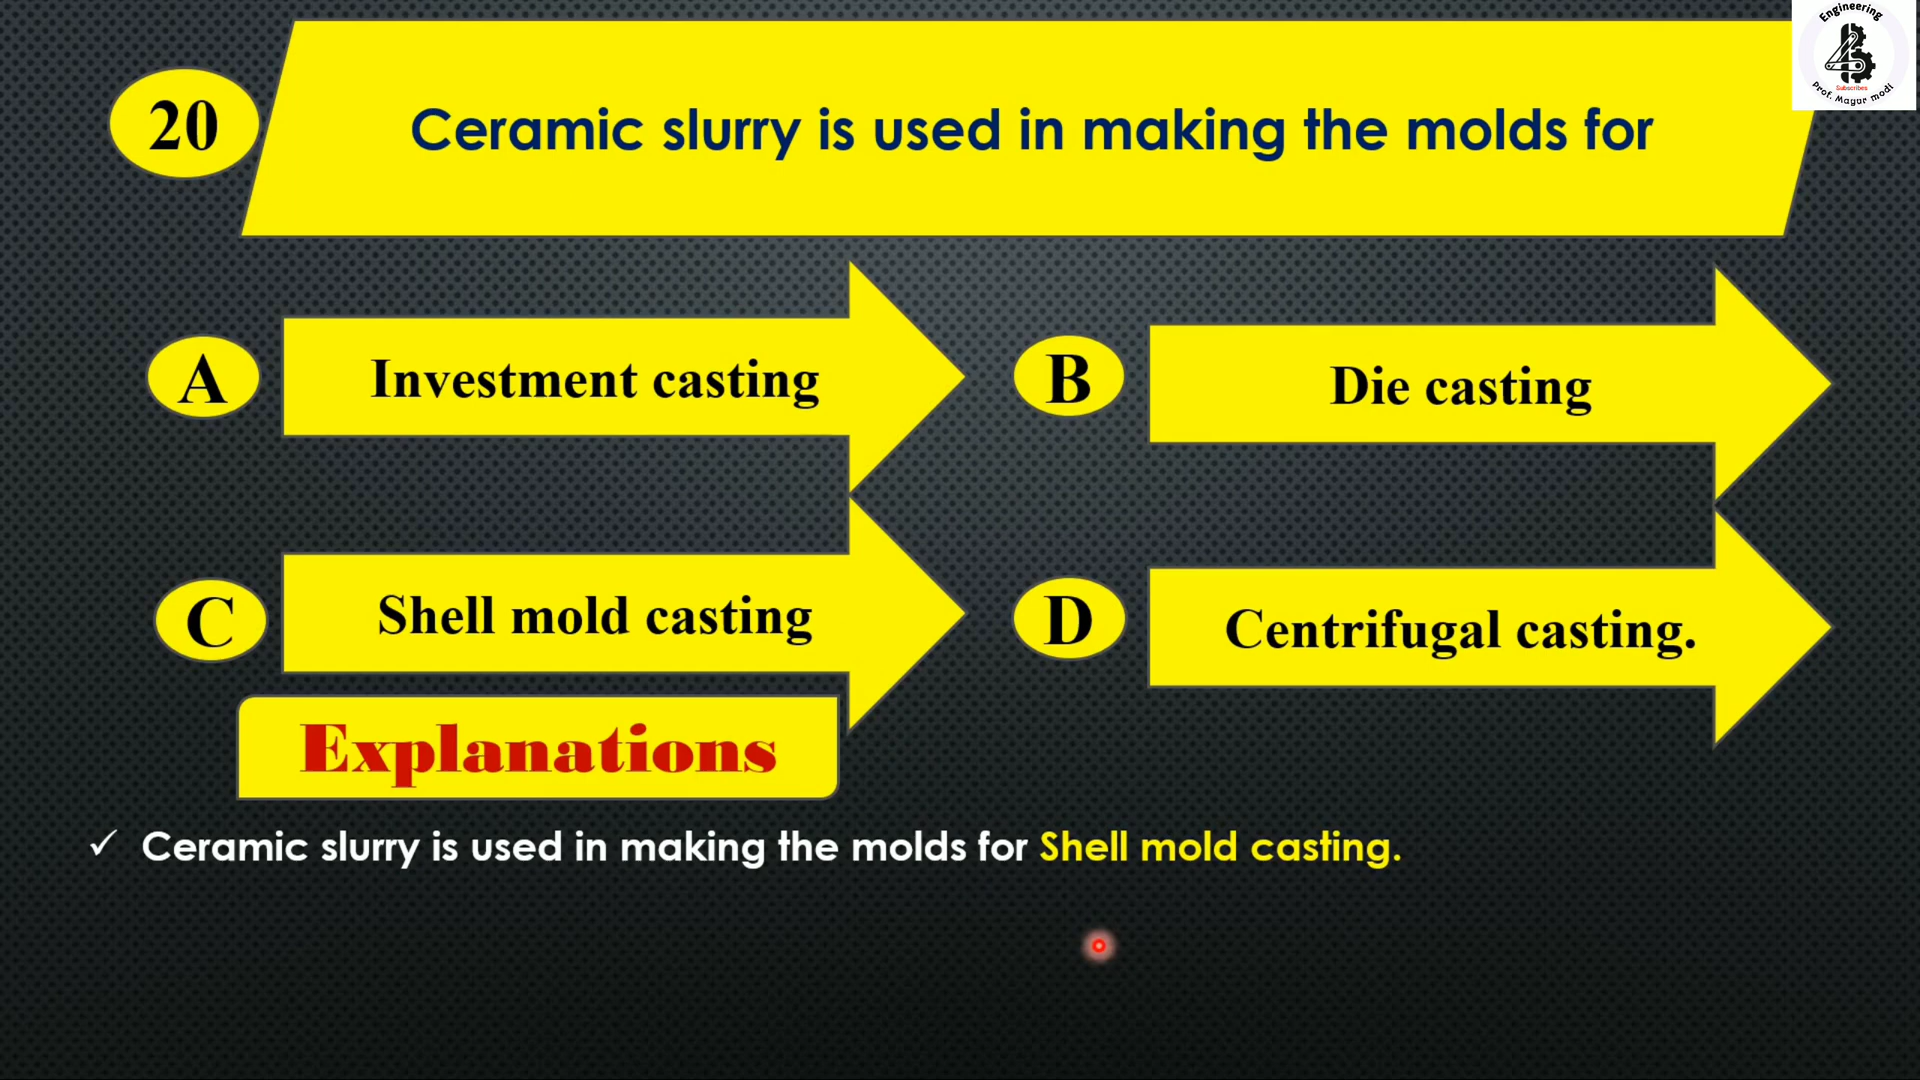 Engineering
Subscribes
Prof. Mayur modi
20
Ceramic slurry is used in making the molds for
A
Investment casting
B
Die casting
C
Shell mold casting
D
Centrifugal casting.
Explanations
✓ Ceramic slurry is used in making the molds for Shell mold casting.